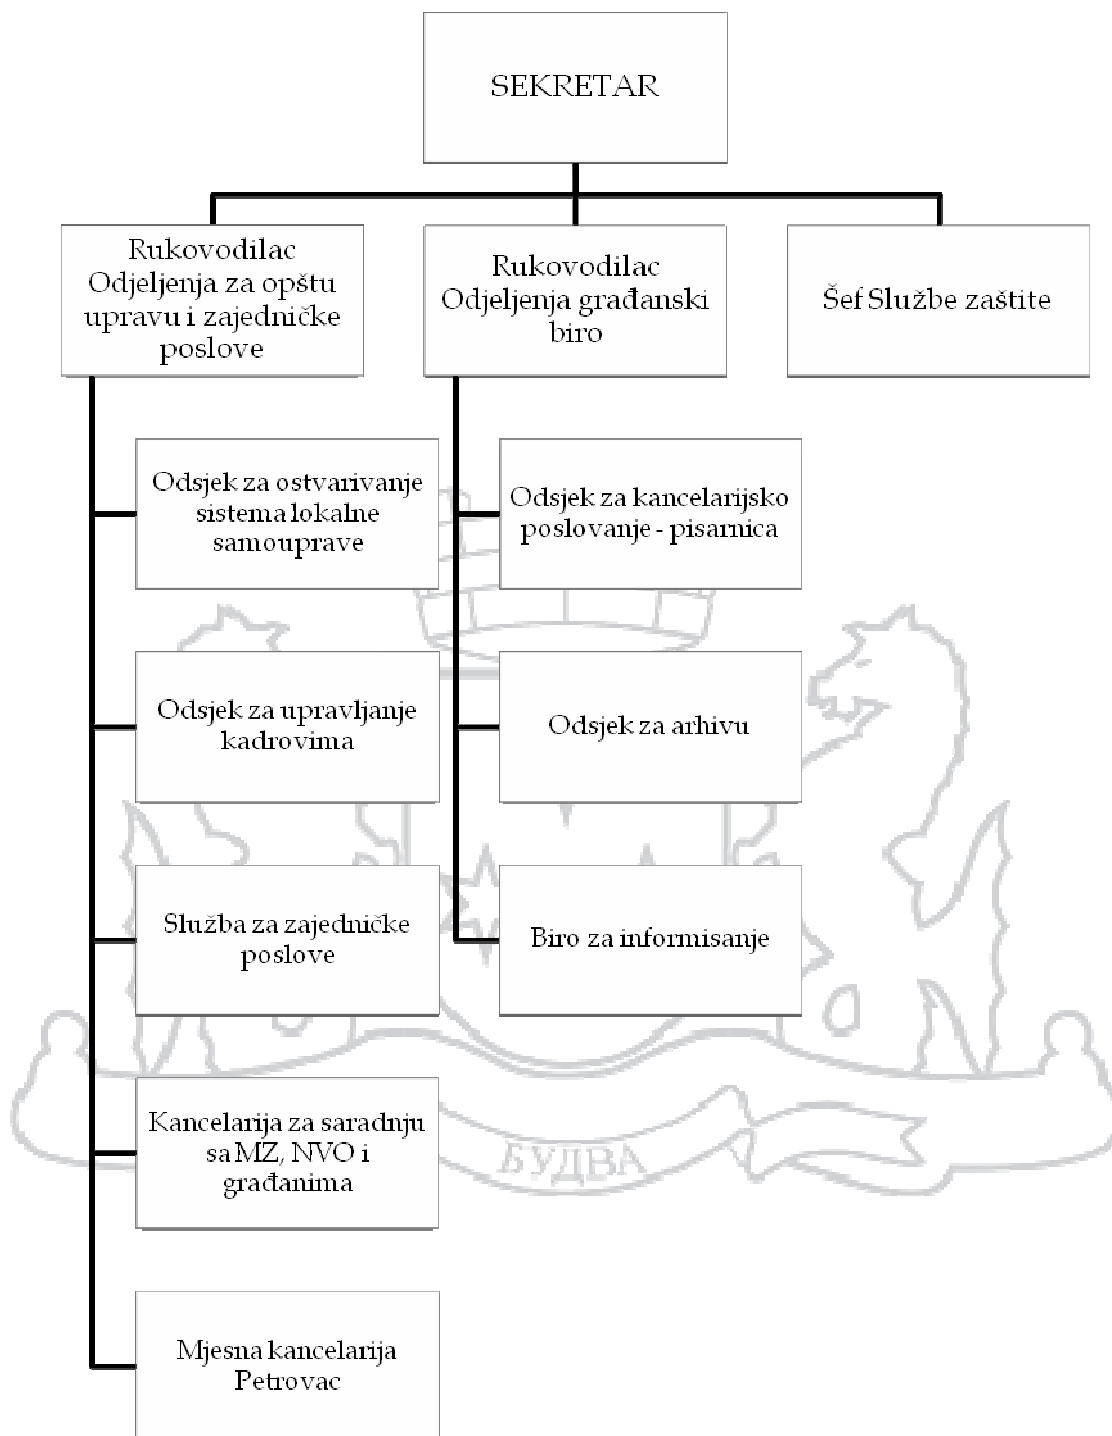 SEKRETAR
Rukovodilac
Odjeljenja za opštu
upravu i zajedničke
poslove
Rukovodilac
Odjeljenja građanski
biro
Šef Službe zaštite
Odsjek za ostvarivanje
sistema lokalne
samouprave
Odsjek za upravljanje
kadrovima
Služba za zajedničke
poslove
Kancelarija za saradnju
sa MZ, NVO i
građanima
Mjesna kancelarija
Petrovac
Odsjek za kancelarijsko
poslovanje - pisarnica
Odsjek za arhivu
Biro za informisanje
БУДВА